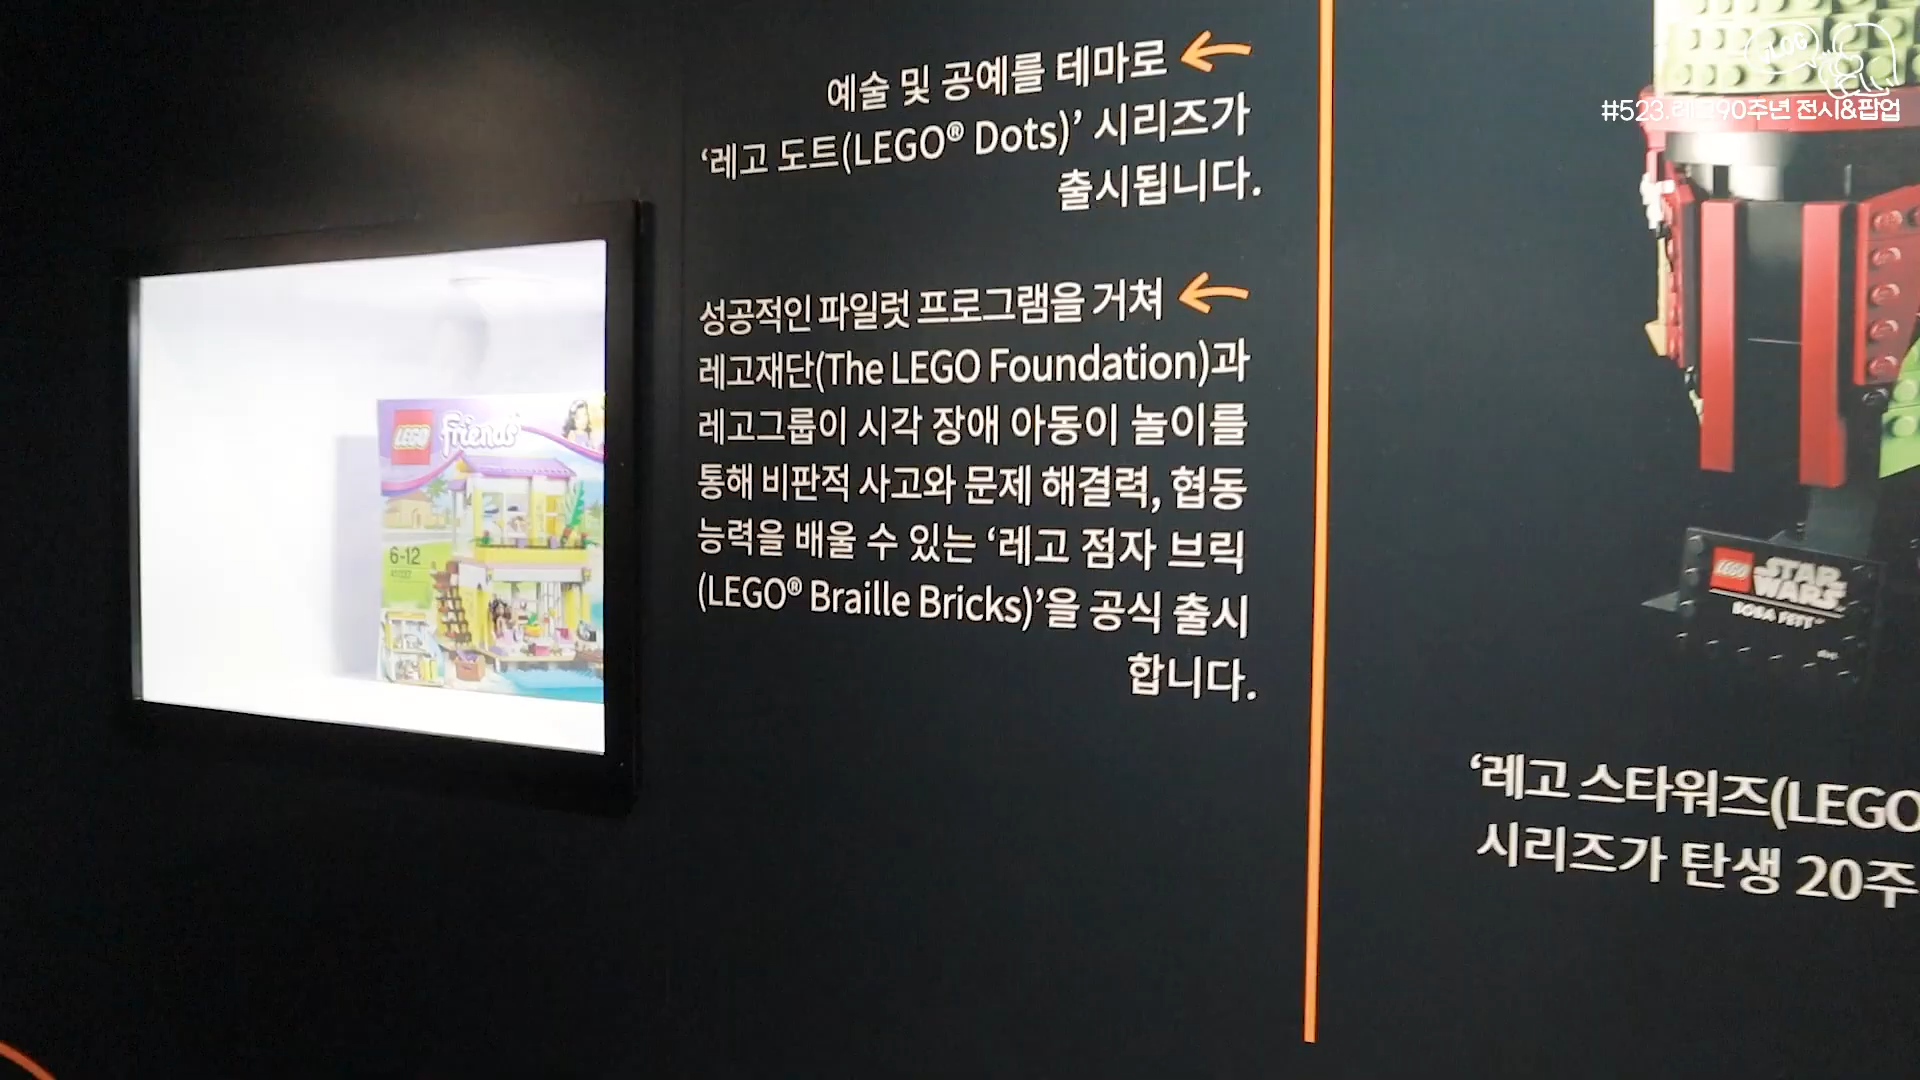 #523.레고90주년 전시&팝업
예술 및 공예를 테마로
‘레고 도트(LEGO® Dots)’ 시리즈가
출시됩니다.
성공적인 파일럿 프로그램을 거쳐
레고재단(The LEGO Foundation)과
레고그룹이 시각 장애 아동이 놀이를
통해 비판적 사고와 문제 해결력, 협동
능력을 배울 수 있는 ‘레고 점자 브릭
(LEGO® Braille Bricks)’을 공식 출시
합니다.
LEGO
friends
6-12
LEGO
STAR
WARS
BOBA FETT
‘레고 스타워즈(LEGO
시리즈가 탄생 20주